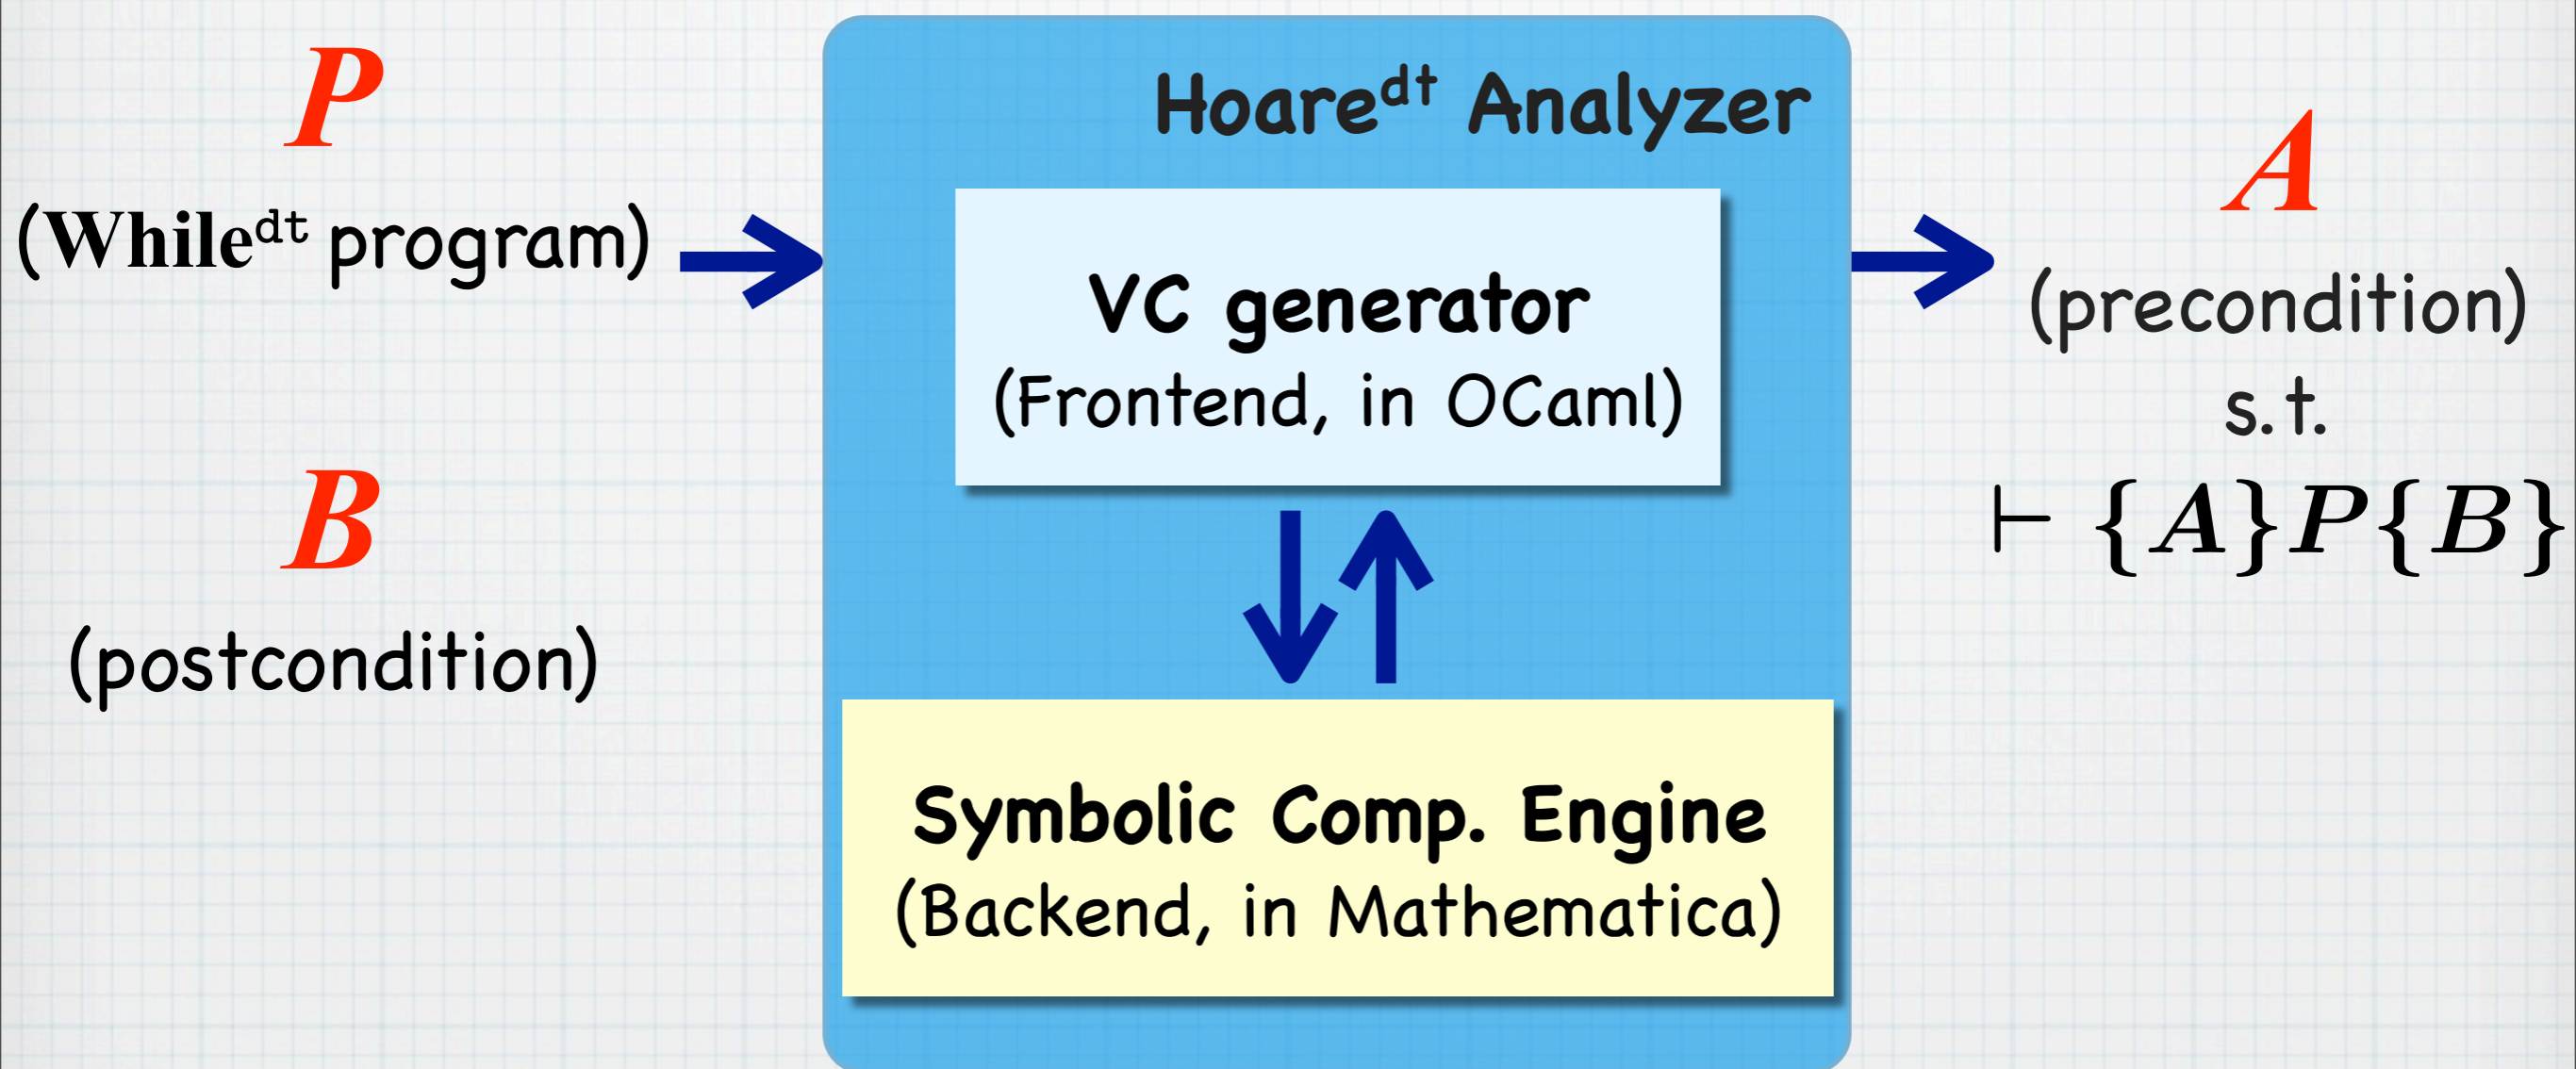 P
(While^dt program)
B
(postcondition)
Hoare^dt Analyzer
VC generator
(Frontend, in OCaml)
Symbolic Comp. Engine
(Backend, in Mathematica)
A
(precondition)
s.t.
⊢ {A}P{B}